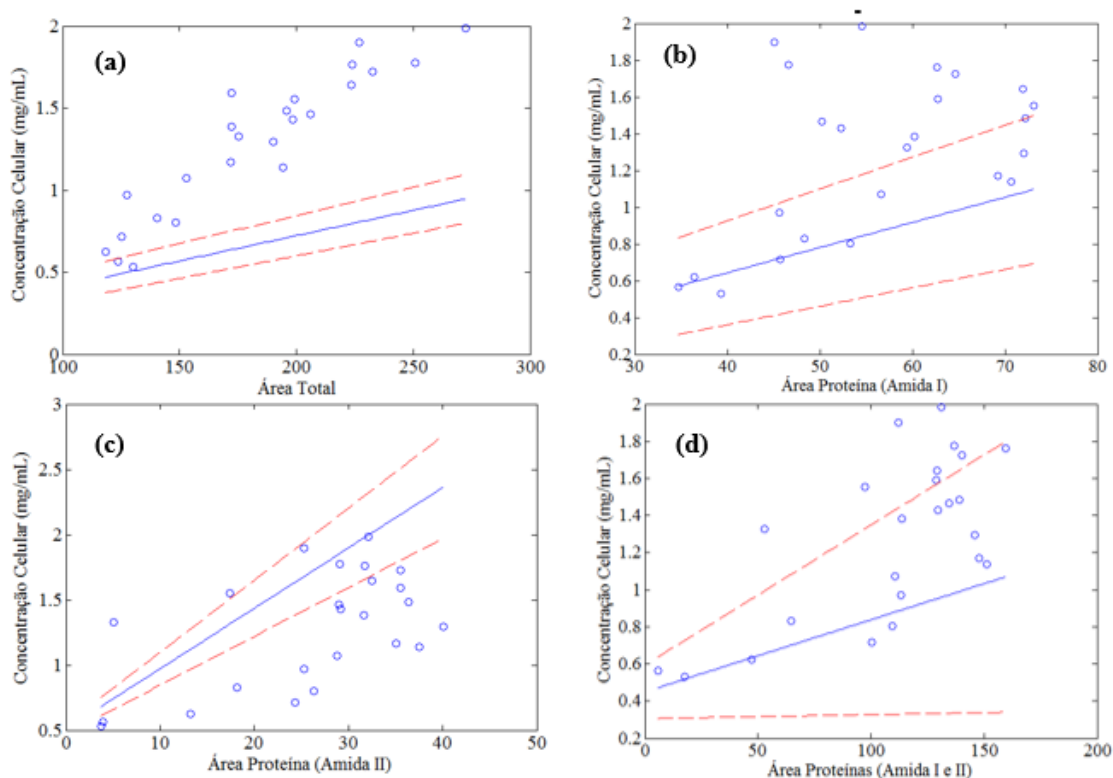 (a)
Concentração Celular (mg/mL)
2
1.5
1
0.5
0
100 150 200 250 300
Área Total
(b)
Concentração Celular (mg/mL)
2
1.8
1.6
1.4
1.2
1
0.8
0.6
0.4
0.2
30 40 50 60 70 80
Área Proteína (Amida I)
(c)
Concentração Celular (mg/mL)
3
2.5
2
1.5
1
0.5
0 10 20 30 40 50
Área Proteína (Amida II)
(d)
Concentração Celular (mg/mL)
2
1.8
1.6
1.4
1.2
1
0.8
0.6
0.4
0.2
0 50 100 150 200
Área Proteínas (Amida I e II)